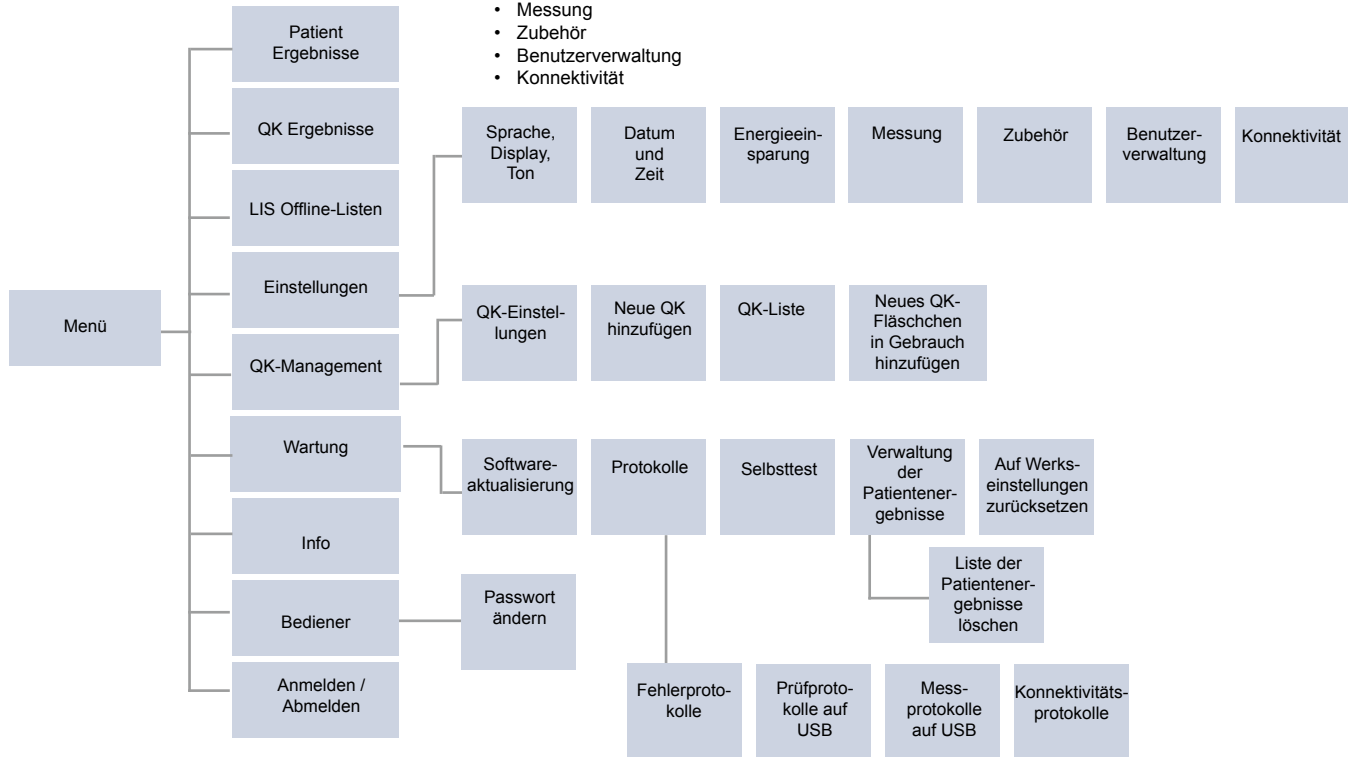 • Messung
• Zubehör
• Benutzerverwaltung
• Konnektivität
Menü
Patient
Ergebnisse
QK Ergebnisse
LIS Offline-Listen
Einstellungen
QK-Management
Wartung
Info
Bediener
Anmelden /
Abmelden
Sprache,
Display,
Ton
Datum
und
Zeit
Energieein-
sparung
Messung
Zubehör
Benutzer-
verwaltung
Konnektivität
QK-Einstel-
lungen
Neue QK
hinzufügen
QK-Liste
Neues QK-
Fläschchen
in Gebrauch
hinzufügen
Software-
aktualisierung
Protokolle
Selbsttest
Verwaltung
der
Patientener-
gebnisse
Auf Werks-
einstellungen
zurücksetzen
Liste der
Patientener-
gebnisse
löschen
Passwort
ändern
Fehlerproto-
kolle
Prüfproto-
kolle auf
USB
Mess-
protokolle
auf USB
Konnektivitäts-
protokolle